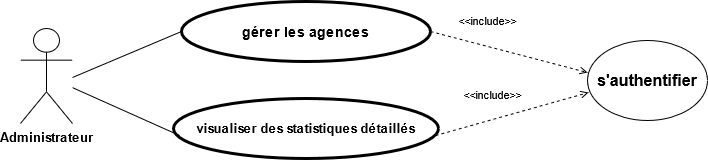 <<include>>
gérer les agences
s'authentifier
<<include>>
visualiser des statistiques détaillés
Administrateur